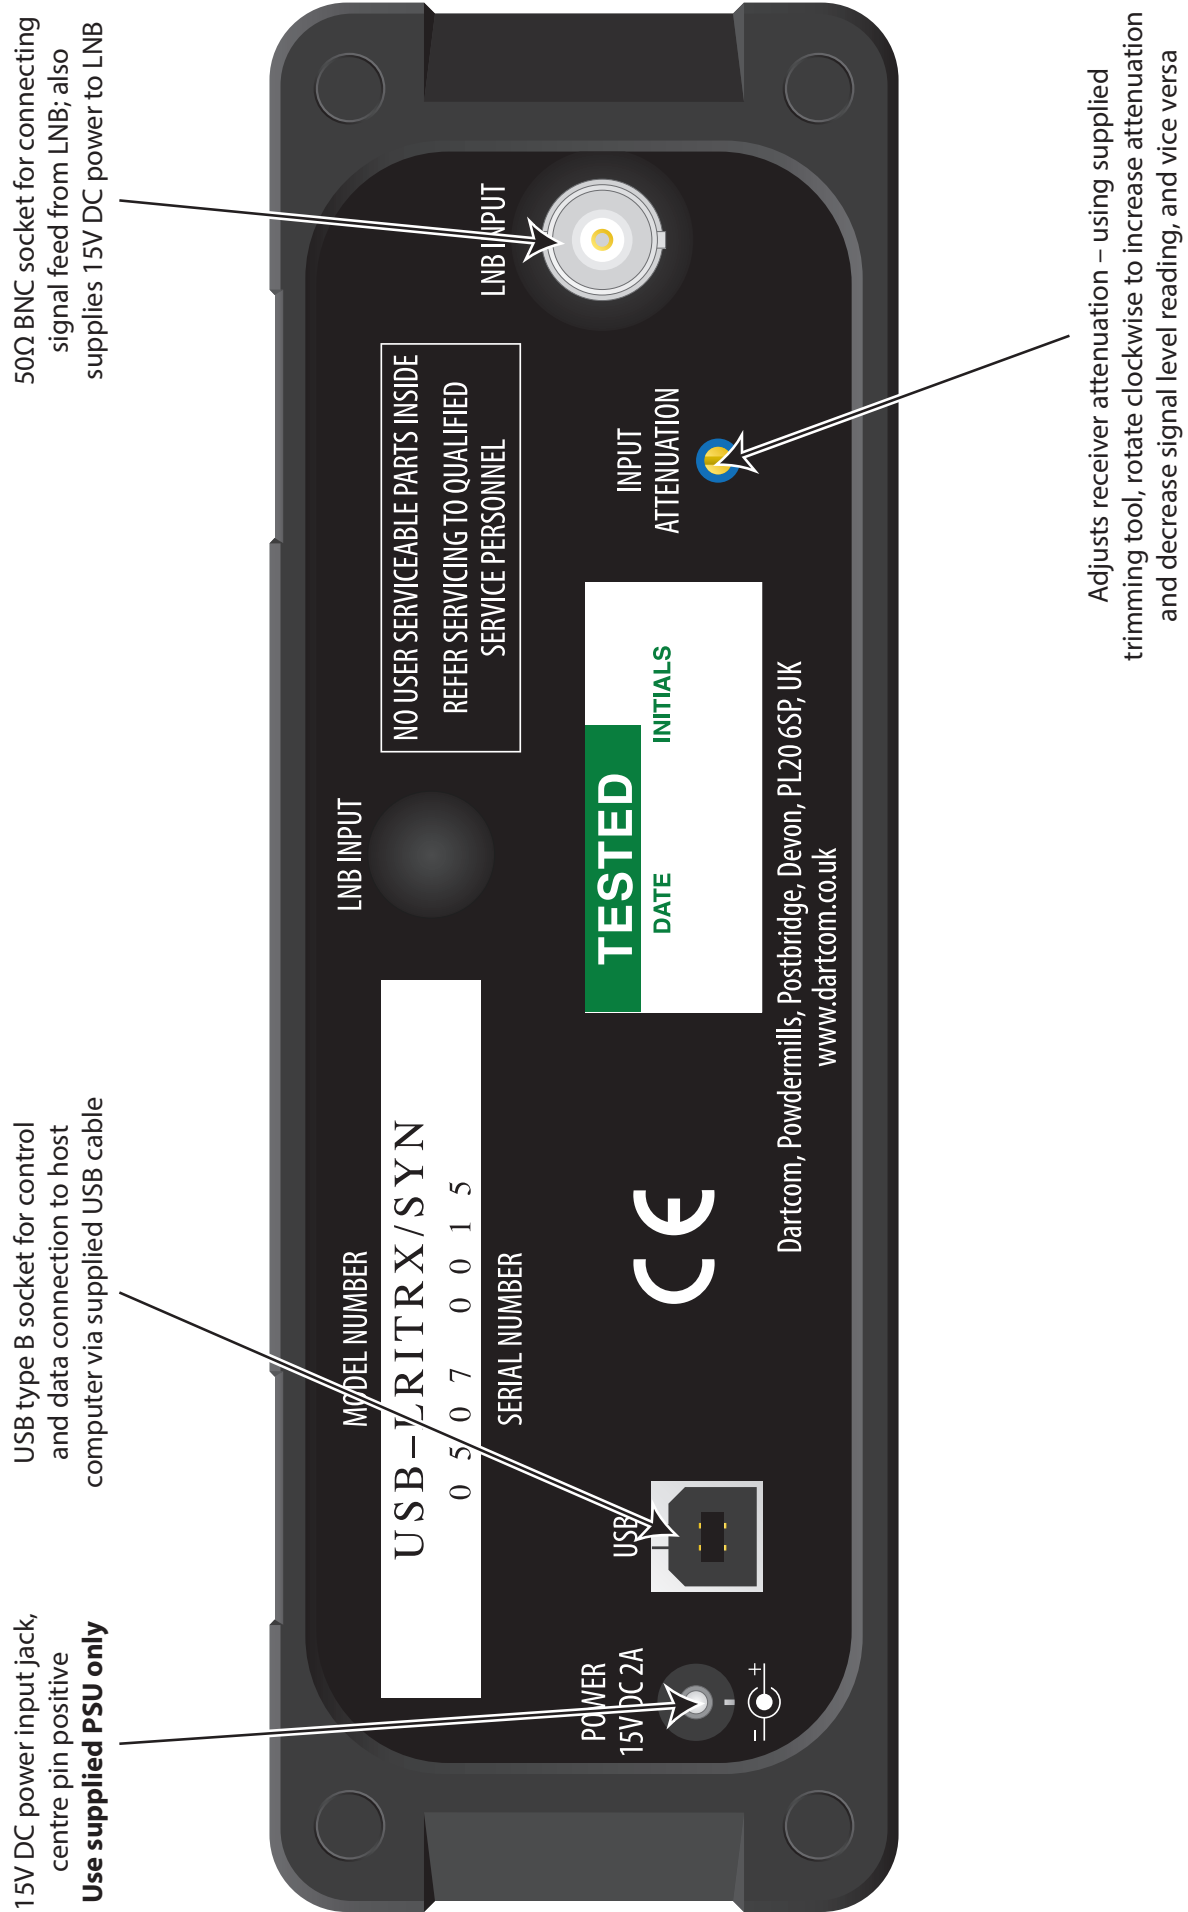 15V DC power input jack,
centre pin positive
Use supplied PSU only
USB type B socket for control
and data connection to host
computer via supplied USB cable
50Ω BNC socket for connecting
signal feed from LNB; also
supplies 15V DC power to LNB
MODEL NUMBER
USB–LRITRX/SYN
0507 0015
SERIAL NUMBER
LNB INPUT
NO USER SERVICEABLE PARTS INSIDE
REFER SERVICING TO QUALIFIED
SERVICE PERSONNEL
LNB INPUT
POWER
15V DC 2A
– +
USB
CE
TESTED
DATE INITIALS
INPUT
ATTENUATION
Dartcom, Powdermills, Postbridge, Devon, PL20 6SP, UK
www.dartcom.co.uk
Adjusts receiver attenuation – using supplied
trimming tool, rotate clockwise to increase attenuation
and decrease signal level reading, and vice versa